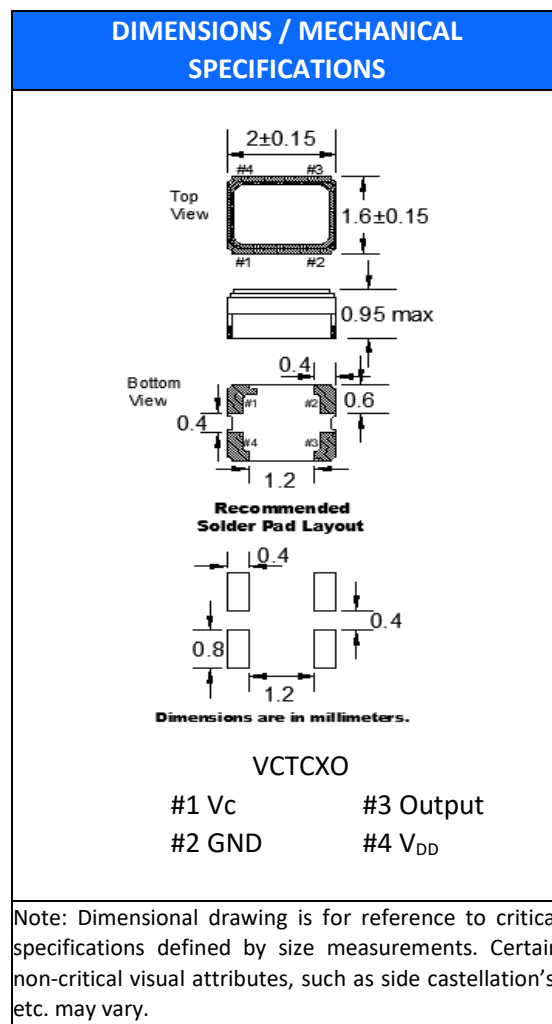 DIMENSIONS / MECHANICAL
SPECIFICATIONS
2±0.15
#4 #3
Top
View
1.6±0.15
#1 #2
0.95 max
0.4
Bottom
View
#1 #2
0.6
0.4
#4 #3
1.2
Recommended
Solder Pad Layout
0.4
0.4
0.8
1.2
Dimensions are in millimeters.
VCTCXO
#1 Vc #3 Output
#2 GND #4 VDD
Note: Dimensional drawing is for reference to critical
specifications defined by size measurements. Certain
non-critical visual attributes, such as side castellation's,
etc. may vary.